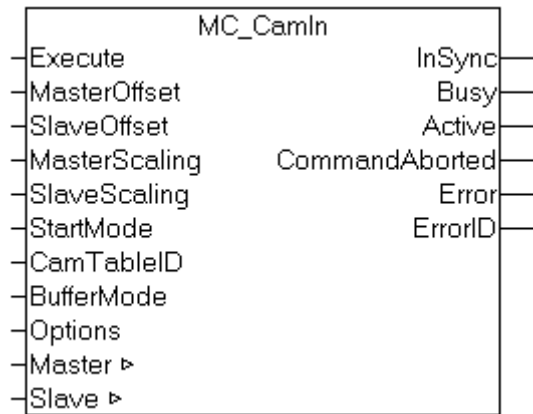 MC_CamIn
Execute InSync
MasterOffset Busy
SlaveOffset Active
MasterScaling CommandAborted
SlaveScaling Error
StartMode ErrorID
CamTableID
BufferMode
Options
Master ▹
Slave ▹